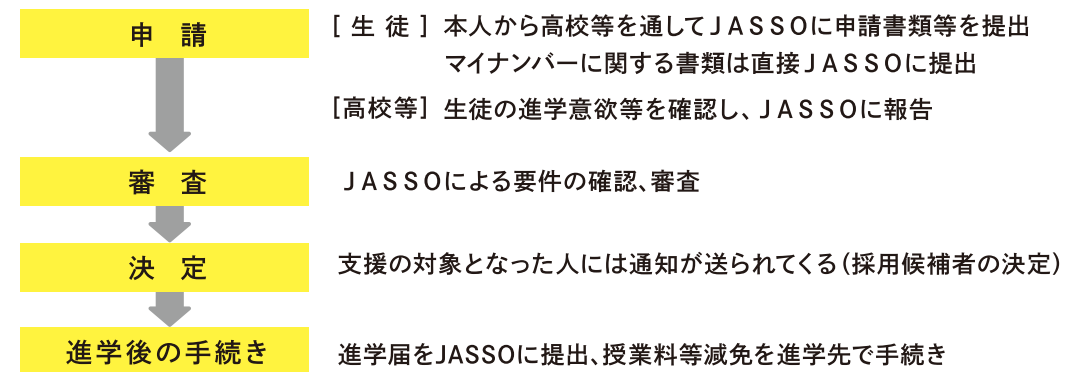 申 請
[ 生 徒 ] 本人から高校等を通してJASSOに申請書類等を提出
マイナンバーに関する書類は直接JASSOに提出
[高校等] 生徒の進学意欲等を確認し、JASSOに報告
審 査
JASSOによる要件の確認、審査
決 定
支援の対象となった人には通知が送られてくる(採用候補者の決定)
進学後の手続き
進学届をJASSOに提出、授業料等減免を進学先で手続き